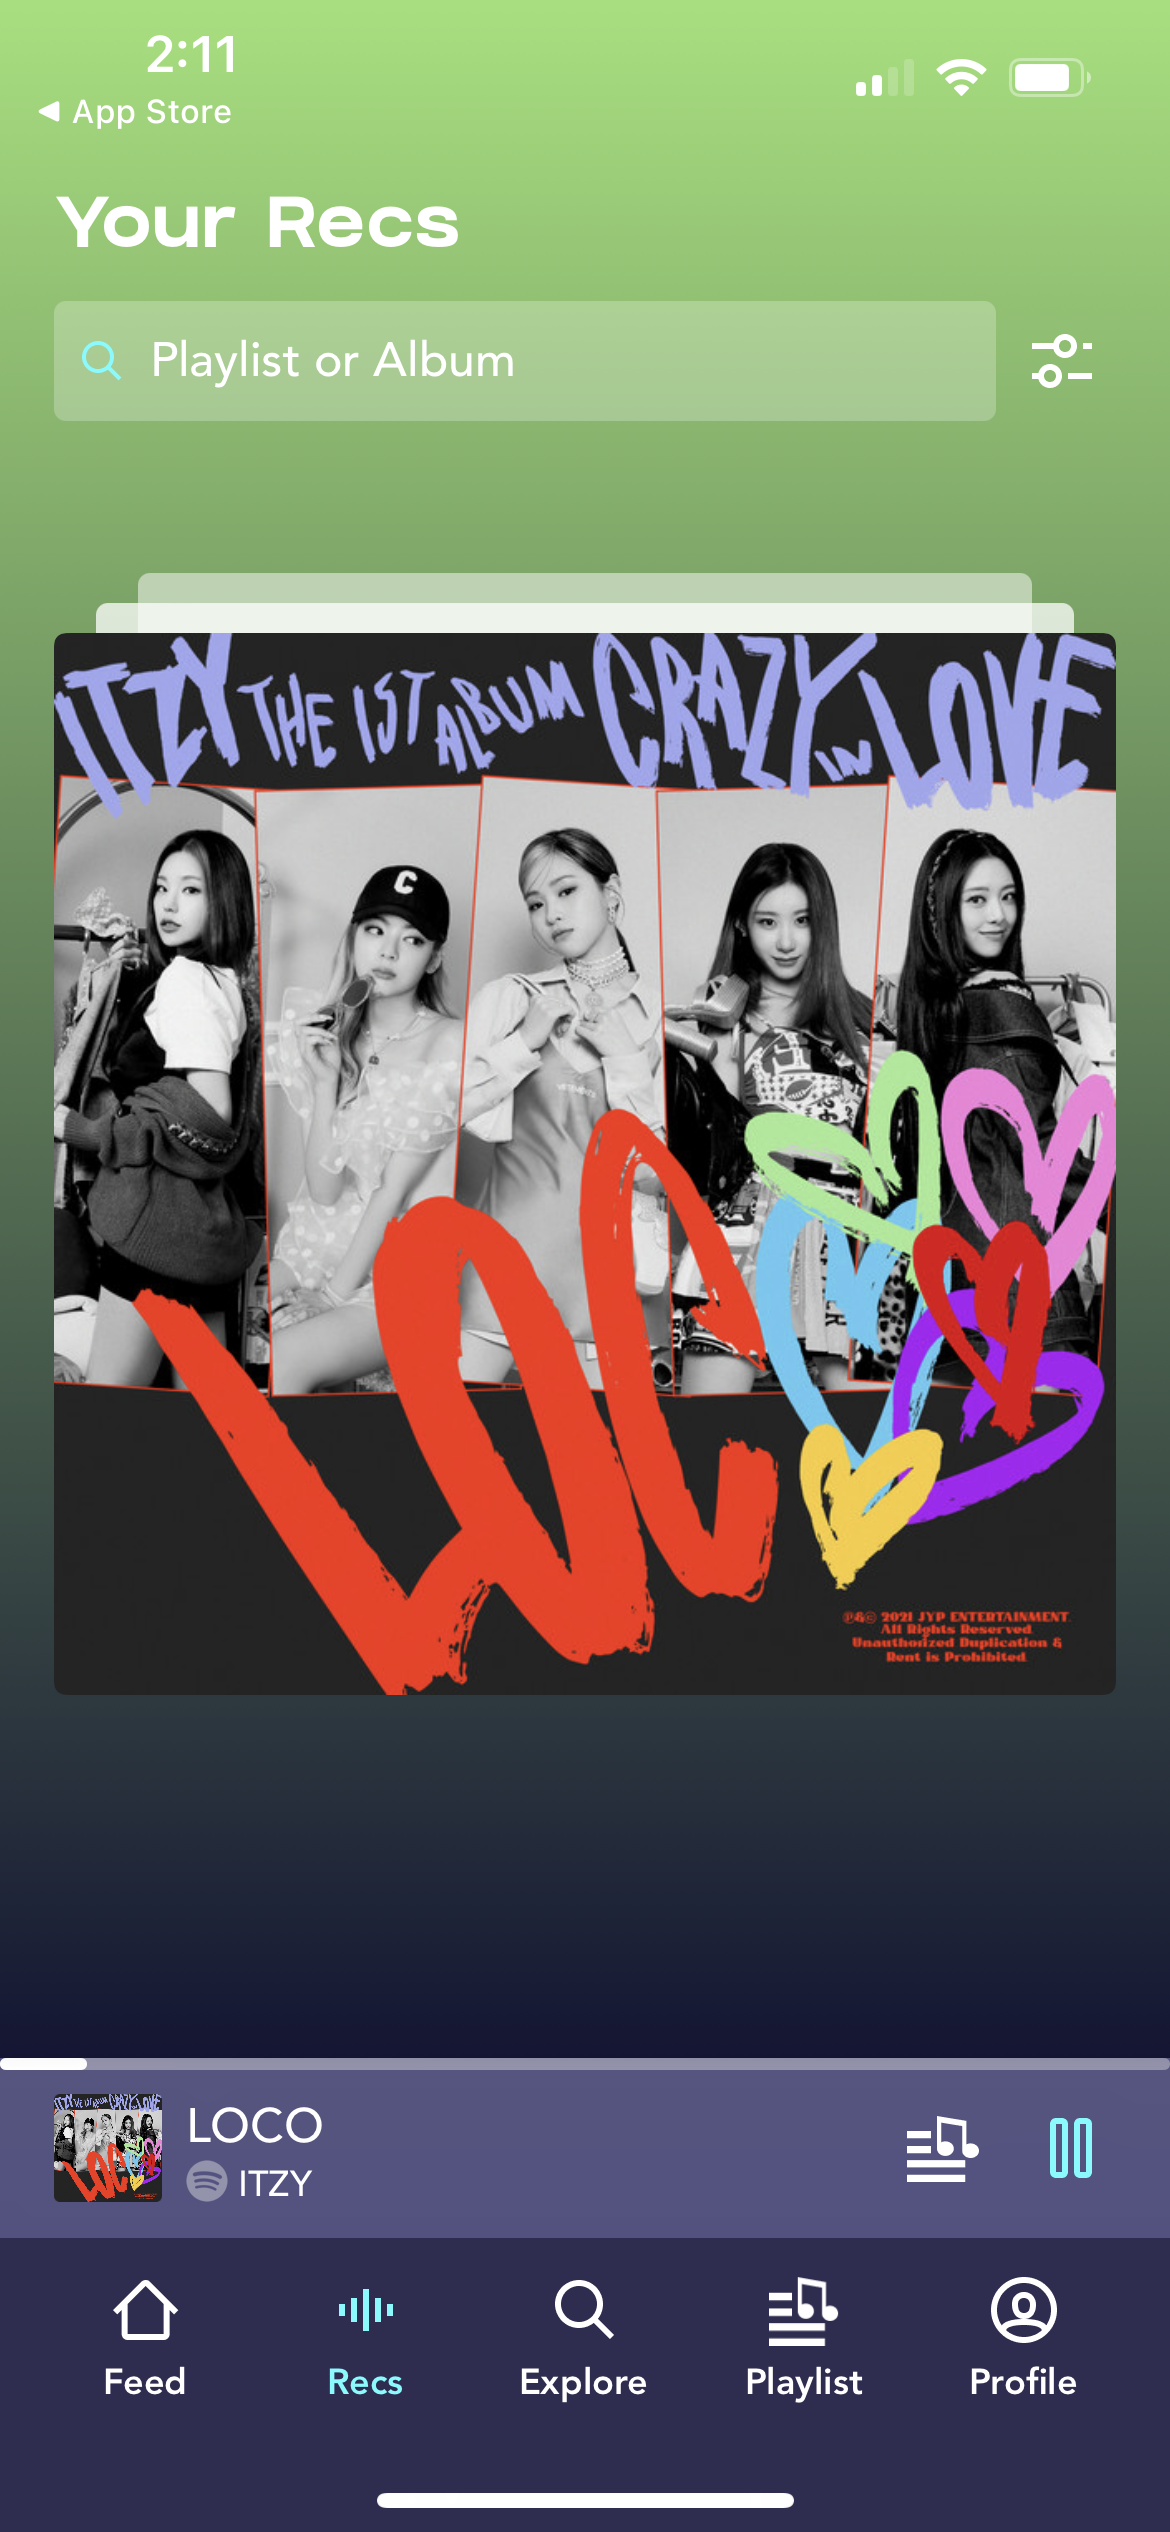 2:11
App Store
Your Recs
Playlist or Album
ITZY THE 1ST ALBUM CRAZY IN LOVE
C
LOCO
℗&© 2021 JYP ENTERTAINMENT.
All Rights Reserved.
Unauthorized Duplication &
Rent is Prohibited.
LOCO
ITZY
Feed
Recs
Explore
Playlist
Profile